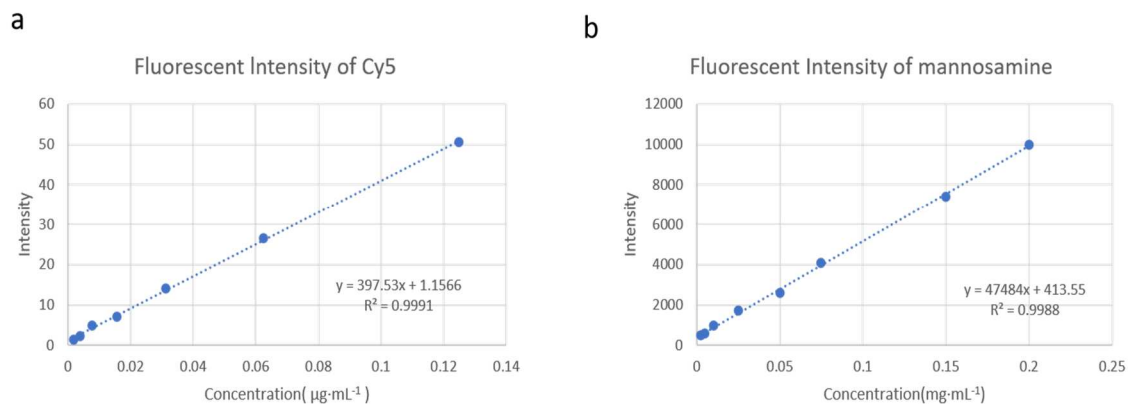 a
Fluorescent Intensity of Cy5
60
50
40
30
20
10
0
Intensity
y = 397.53x + 1.1566
R² = 0.9991
0 0.02 0.04 0.06 0.08 0.1 0.12 0.14
Concentration( μg·mL⁻¹ )
b
Fluorescent Intensity of mannosamine
12000
10000
8000
6000
4000
2000
0
Intensity
y = 47484x + 413.55
R² = 0.9988
0 0.05 0.1 0.15 0.2 0.25
Concentration(mg·mL⁻¹)